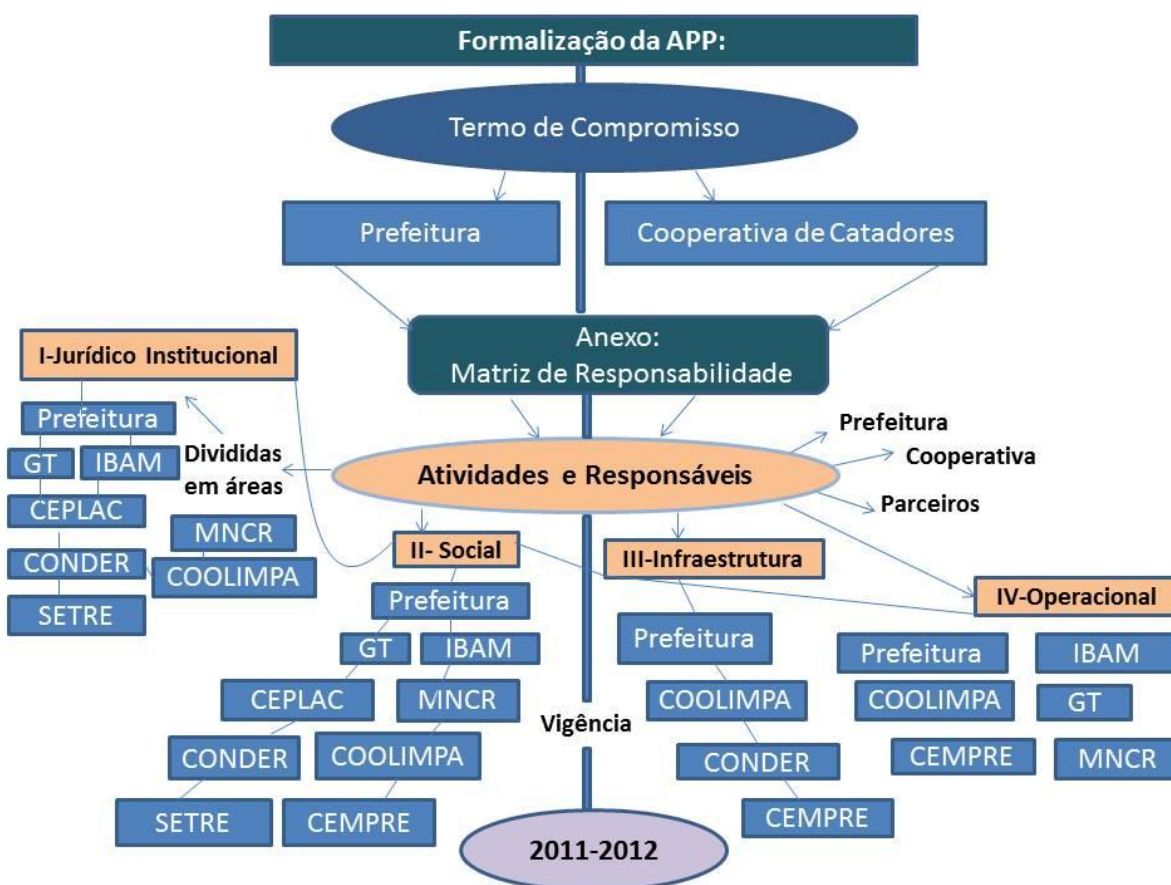 Formalização da APP:
Termo de Compromisso
Prefeitura
Cooperativa de Catadores
Anexo:
Matriz de Responsabilidade
Atividades e Responsáveis
Prefeitura
Cooperativa
Parceiros
Divididas
em áreas
I-Jurídico Institucional
Prefeitura
GT
IBAM
CEPLAC
MNCR
CONDER
COOLIMPA
SETRE
II- Social
Prefeitura
GT
IBAM
CEPLAC
MNCR
CONDER
COOLIMPA
SETRE
CEMPRE
III-Infraestrutura
Prefeitura
COOLIMPA
CONDER
CEMPRE
IV-Operacional
Prefeitura
IBAM
COOLIMPA
GT
CEMPRE
MNCR
Vigência
2011-2012